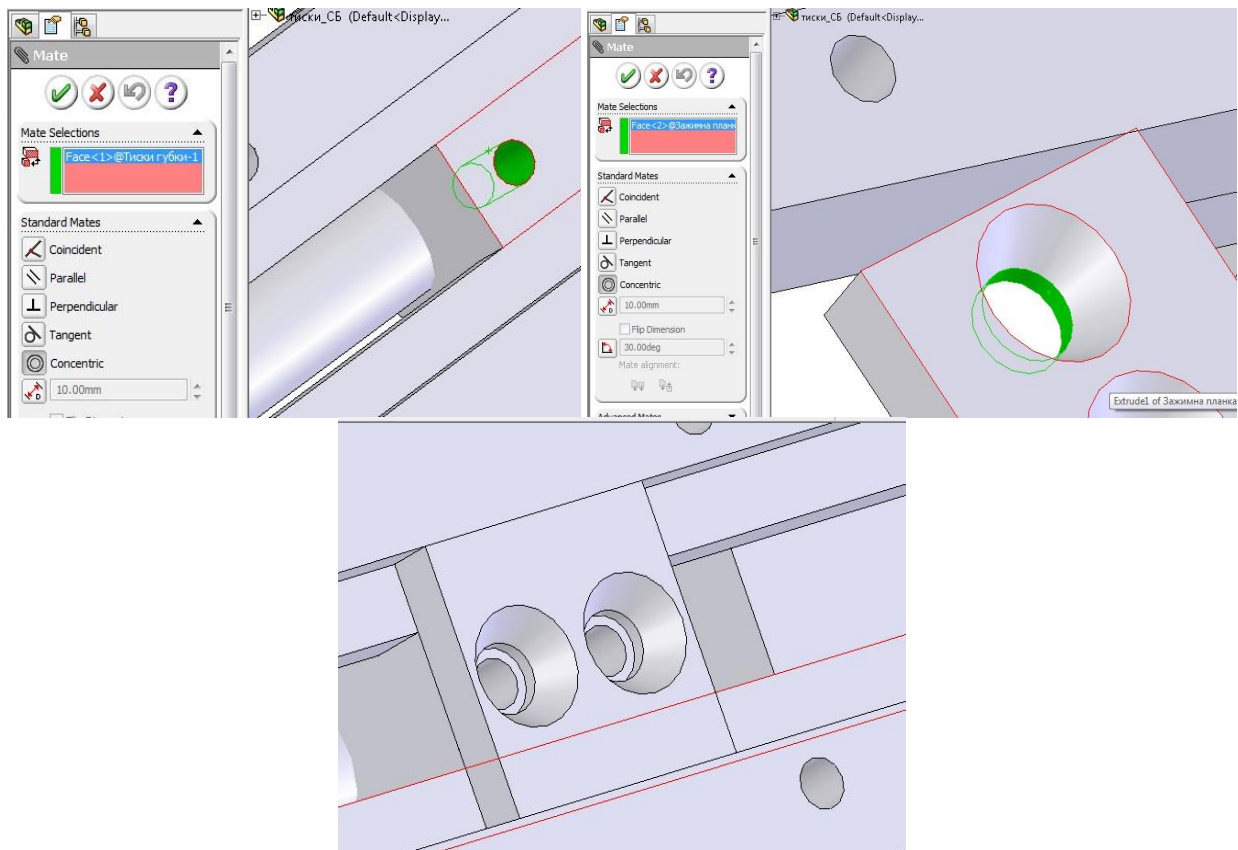 тиски_СБ (Default<Display...
Mate
?
Mate Selections
Face<1>@Тиски губки-1
Standard Mates
Coincident
Parallel
Perpendicular
Tangent
Concentric
10.00mm
тиски_СБ (Default<Display...
Mate
?
Mate Selections
Face<2>@Зажимна планк
Standard Mates
Coincident
Parallel
Perpendicular
Tangent
Concentric
10.00mm
Flip Dimension
30.00deg
Mate alignment:
Advanced Mates
Extrude1 of Зажимна планка